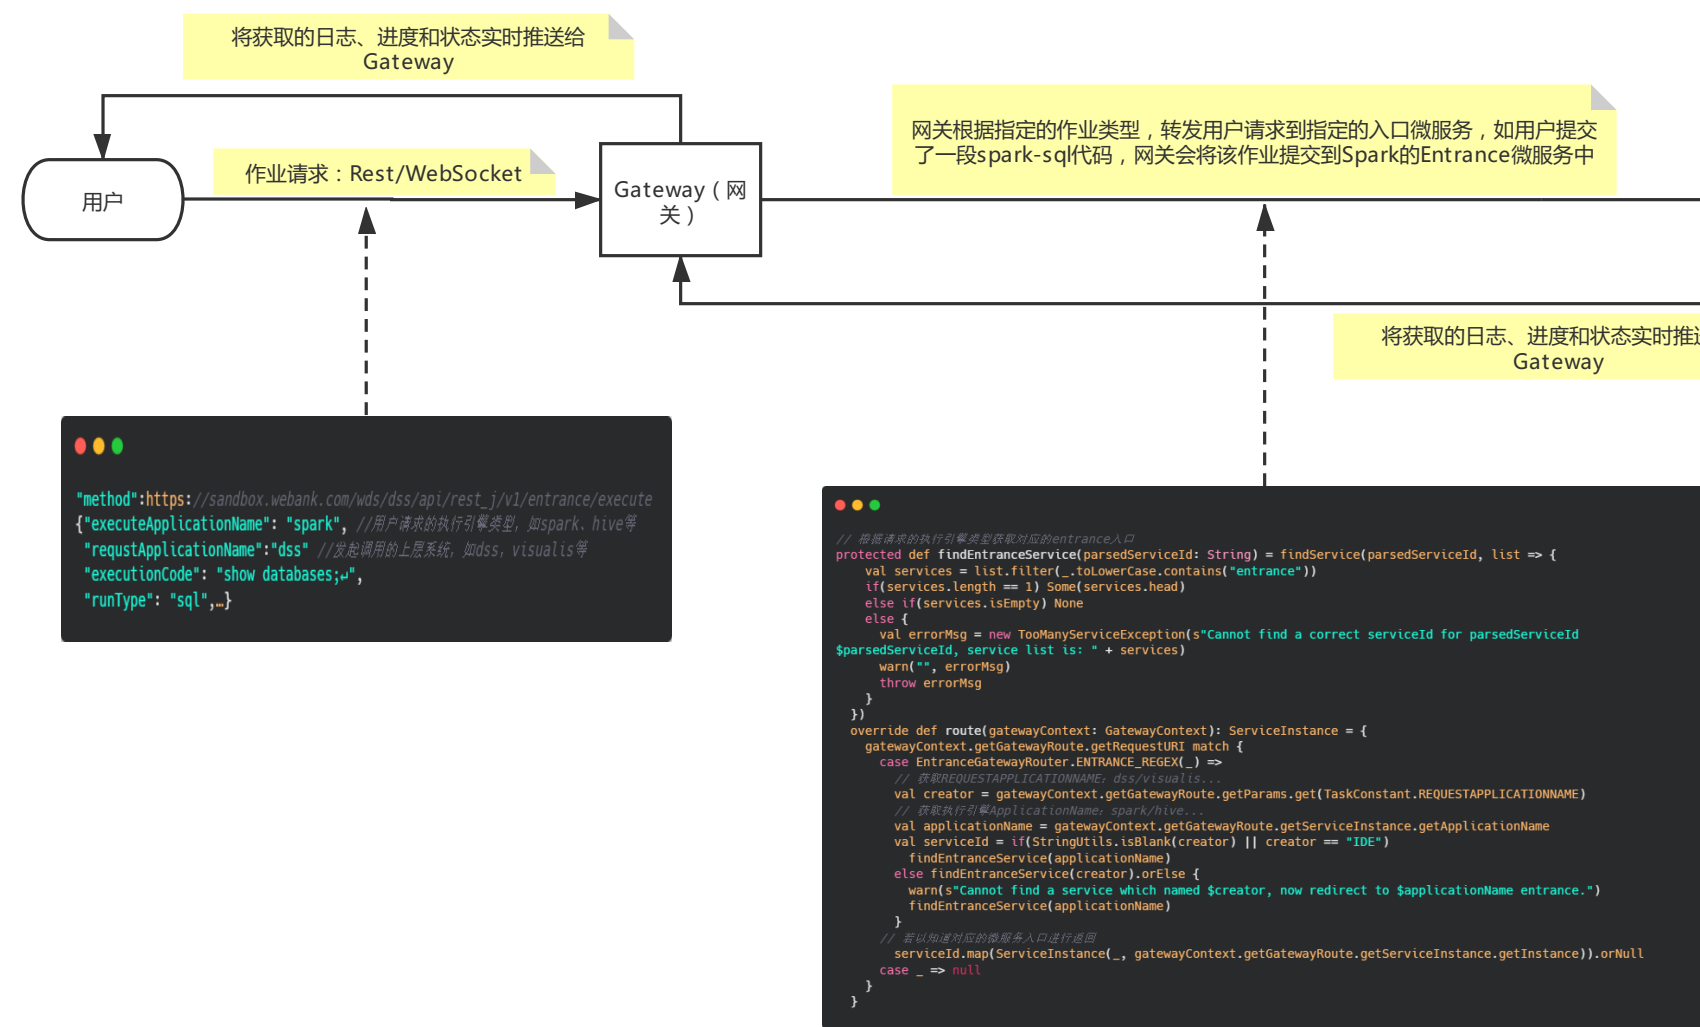 将获取的日志、进度和状态实时推送给
Gateway
作业请求：Rest/WebSocket
用户
Gateway（网
关）
网关根据指定的作业类型，转发用户请求到指定的入口微服务，如用户提交
了一段spark-sql代码，网关会将该作业提交到Spark的Entrance微服务中
将获取的日志、进度和状态实时推
Gateway
"method":https://sandbox.webank.com/wds/dss/api/rest_j/v1/entrance/execute
{"executeApplicationName": "spark", //用户请求的执行引擎类型，如spark、hive等
"requstApplicationName":"dss" //发起调用的上层系统，如dss，visualis等
"executionCode": "show databases;↵",
"runType": "sql",…}
// 根据请求的执行引擎类型获取对应的entrance入口
protected def findEntranceService(parsedServiceId: String) = findService(parsedServiceId, list => {
val services = list.filter(_.toLowerCase.contains("entrance"))
if(services.length == 1) Some(services.head)
else if(services.isEmpty) None
else {
val errorMsg = new TooManyServiceException(s"Cannot find a correct serviceId for parsedServiceId
$parsedServiceId, service list is: " + services)
warn("", errorMsg)
throw errorMsg
}
})
override def route(gatewayContext: GatewayContext): ServiceInstance = {
gatewayContext.getGatewayRoute.getRequestURI match {
case EntranceGatewayRouter.ENTRANCE_REGEX(_) =>
// 获取REQUESTAPPLICATIONNAME：dss/visualis...
val creator = gatewayContext.getGatewayRoute.getParams.get(TaskConstant.REQUESTAPPLICATIONNAME)
// 获取执行引擎ApplicationName：spark/hive...
val applicationName = gatewayContext.getGatewayRoute.getServiceInstance.getApplicationName
val serviceId = if(StringUtils.isBlank(creator) || creator == "IDE")
findEntranceService(applicationName)
else findEntranceService(creator).orElse {
warn(s"Cannot find a service which named $creator, now redirect to $applicationName entrance.")
findEntranceService(applicationName)
}
// 若以知道对应的微服务入口进行返回
serviceId.map(ServiceInstance(_, gatewayContext.getGatewayRoute.getServiceInstance.getInstance)).orNull
case _ => null
}
}